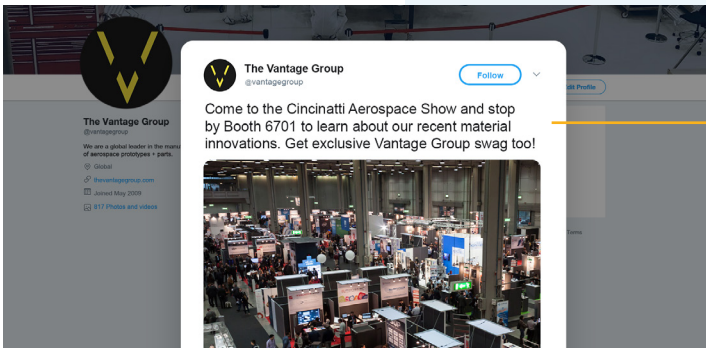 The Vantage Group
@vantagegroup
Follow
Come to the Cincinatti Aerospace Show and stop
by Booth 6701 to learn about our recent material
innovations. Get exclusive Vantage Group swag too!
The Vantage Group
@vantagegroup
We are a global leader in the manu
of aerospace prototypes + parts.
Global
thevantagegroup.com
Joined May 2009
817 Photos and videos
dit Profile
Terms